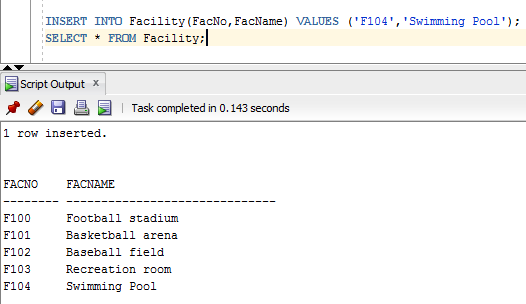 INSERT INTO Facility(FacNo,FacName) VALUES ('F104','Swimming Pool');
SELECT * FROM Facility;
Script Output x
Task completed in 0.143 seconds
1 row inserted.
FACNO FACNAME
-------- ------------------------------
F100 Football stadium
F101 Basketball arena
F102 Baseball field
F103 Recreation room
F104 Swimming Pool